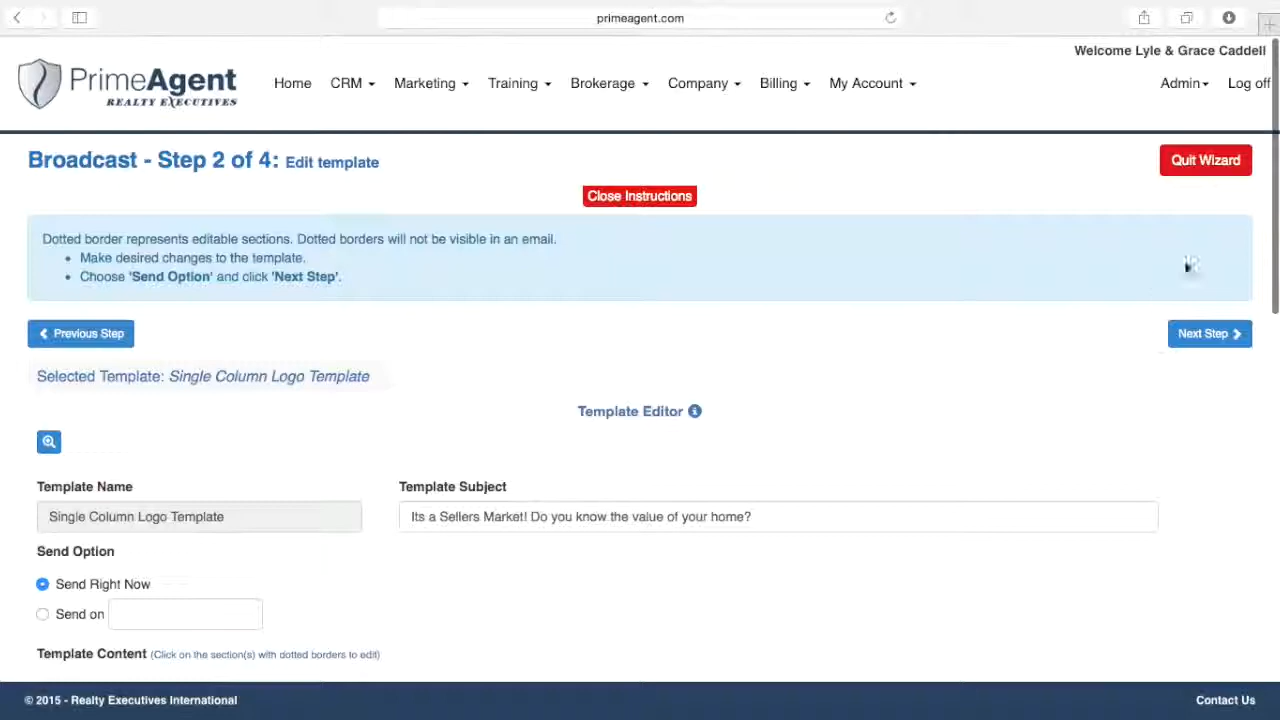 primeagent.com
Welcome Lyle & Grace Caddell
PrimeAgent
REALTY EXECUTIVES
Home CRM Marketing Training Brokerage Company Billing My Account Admin Log off
Broadcast - Step 2 of 4: Edit template
Quit Wizard
Close Instructions
Dotted border represents editable sections. Dotted borders will not be visible in an email.
• Make desired changes to the template.
• Choose 'Send Option' and click 'Next Step'.
Previous Step
Next Step
Selected Template: Single Column Logo Template
Template Editor
Template Name
Template Subject
Single Column Logo Template
Its a Sellers Market! Do you know the value of your home?
Send Option
Send Right Now
Send on
Template Content (Click on the section(s) with dotted borders to edit)
© 2015 - Realty Executives International
Contact Us